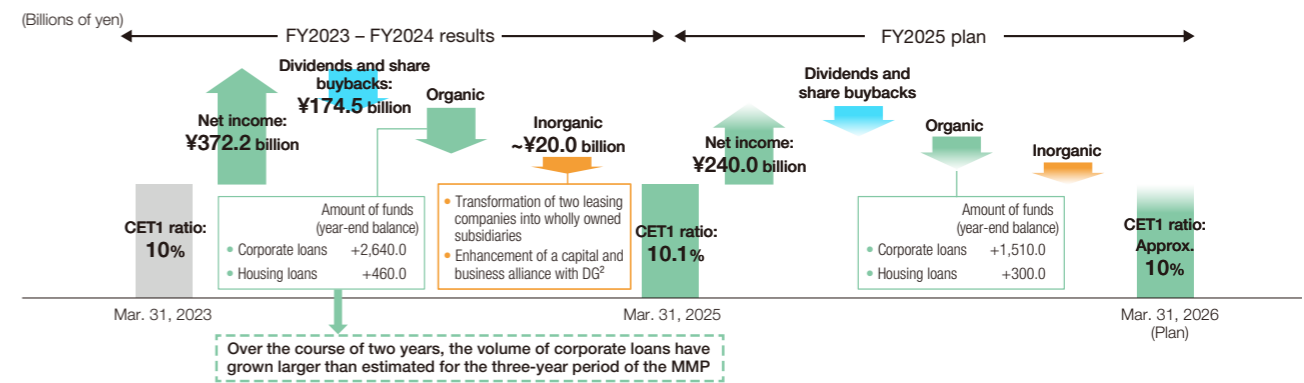 (Billions of yen)
FY2023 – FY2024 results
FY2025 plan
Dividends and share
buybacks:
¥174.5 billion
Net income:
¥372.2 billion
Organic
Inorganic
~¥20.0 billion
Dividends and
share buybacks
Net income:
¥240.0 billion
Organic
Inorganic
CET1 ratio:
10%
Amount of funds
(year-end balance)
• Corporate loans +2,640.0
• Housing loans +460.0
• Transformation of two leasing
companies into wholly owned
subsidiaries
• Enhancement of a capital and
business alliance with DG²
CET1 ratio:
10.1%
Amount of funds
(year-end balance)
• Corporate loans +1,510.0
• Housing loans +300.0
CET1 ratio:
Approx.
10%
Mar. 31, 2023
Mar. 31, 2025
Mar. 31, 2026
(Plan)
Over the course of two years, the volume of corporate loans have
grown larger than estimated for the three-year period of the MMP